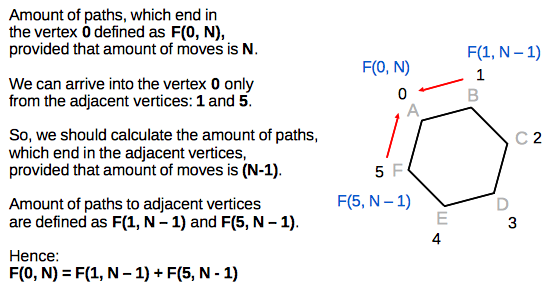 Amount of paths, which end in
the vertex 0 defined as F(0, N),
provided that amount of moves is N.
We can arrive into the vertex 0 only
from the adjacent vertices: 1 and 5.
So, we should calculate the amount of paths,
which end in the adjacent vertices,
provided that amount of moves is (N-1).
Amount of paths to adjacent vertices
are defined as F(1, N – 1) and F(5, N – 1).
Hence:
F(0, N) = F(1, N – 1) + F(5, N - 1)
F(1, N – 1)
F(0, N)
1
0
B
A
C 2
5 F
F(5, N – 1)
D
E
3
4